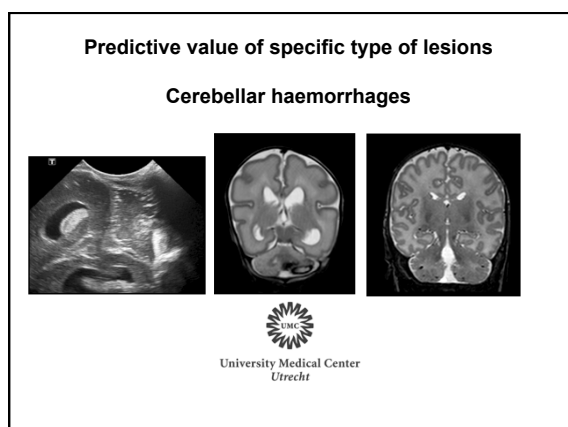 Predictive value of specific type of lesions
Cerebellar haemorrhages
T
UMC
University Medical Center
Utrecht